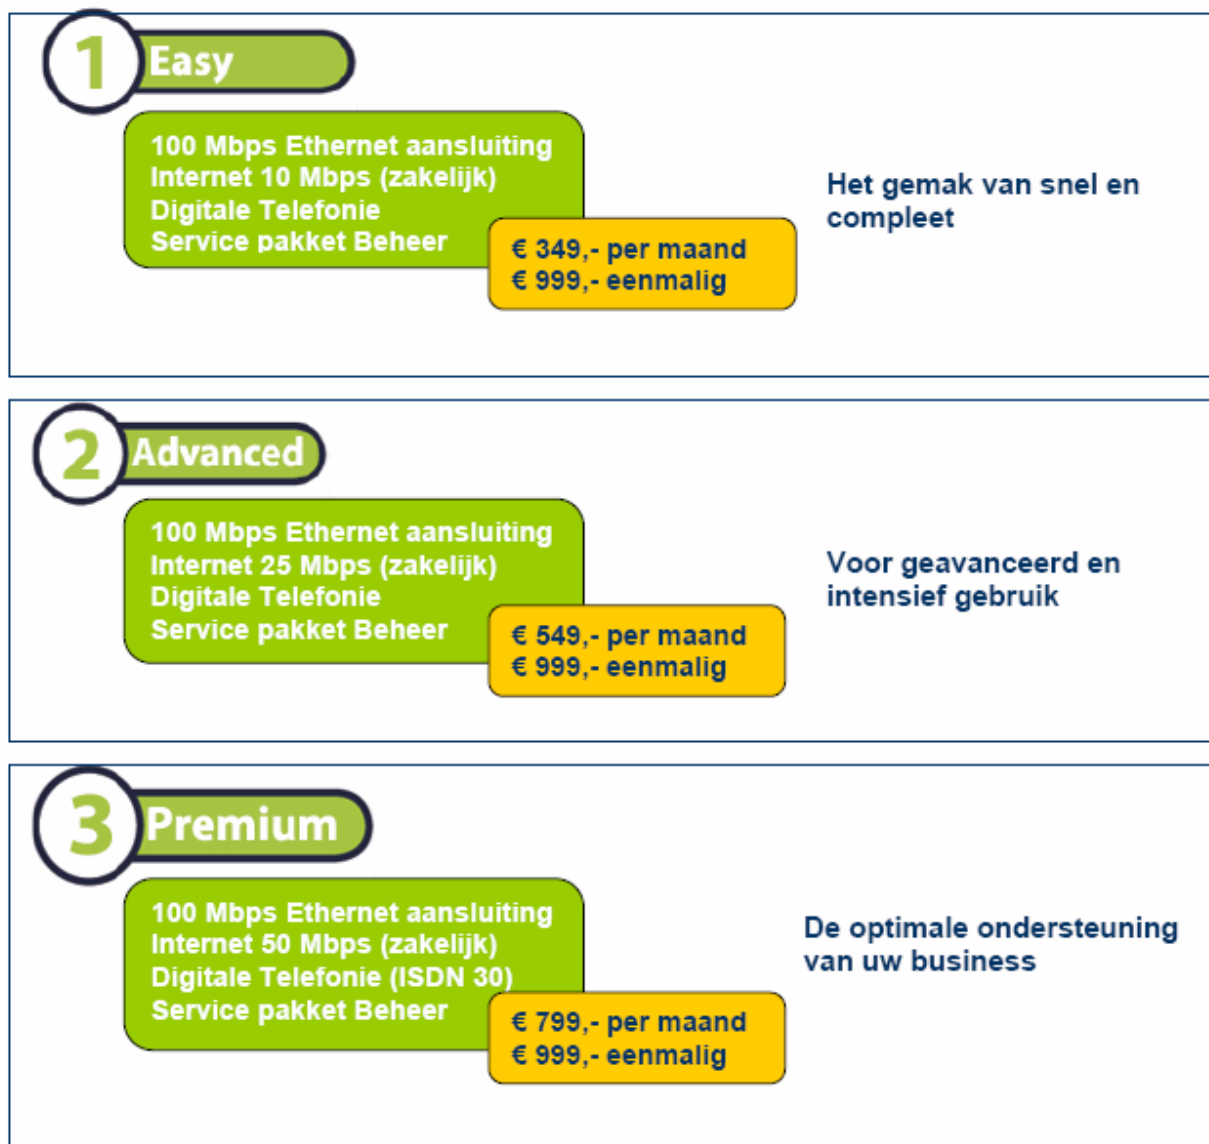 1 Easy
100 Mbps Ethernet aansluiting
Internet 10 Mbps (zakelijk)
Digitale Telefonie
Service pakket Beheer
€ 349,- per maand
€ 999,- eenmalig
Het gemak van snel en
compleet
2 Advanced
100 Mbps Ethernet aansluiting
Internet 25 Mbps (zakelijk)
Digitale Telefonie
Service pakket Beheer
€ 549,- per maand
€ 999,- eenmalig
Voor geavanceerd en
intensief gebruik
3 Premium
100 Mbps Ethernet aansluiting
Internet 50 Mbps (zakelijk)
Digitale Telefonie (ISDN 30)
Service pakket Beheer
€ 799,- per maand
€ 999,- eenmalig
De optimale ondersteuning
van uw business